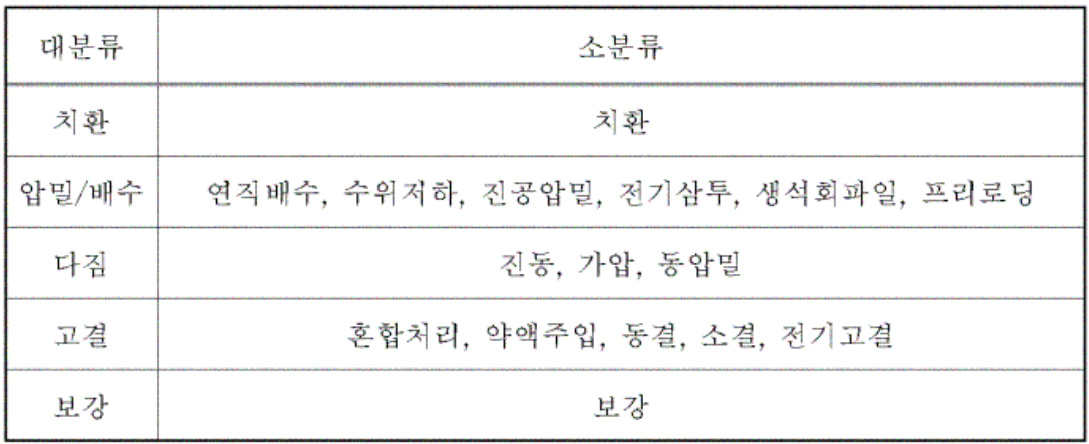 대분류 소분류
치환 치환
압밀/배수 연직배수, 수위저하, 진공압밀, 전기삼투, 생석회파일, 프리로딩
다짐 진동, 가압, 동압밀
고결 혼합처리, 약액주입, 동결, 소결, 전기고결
보강 보강